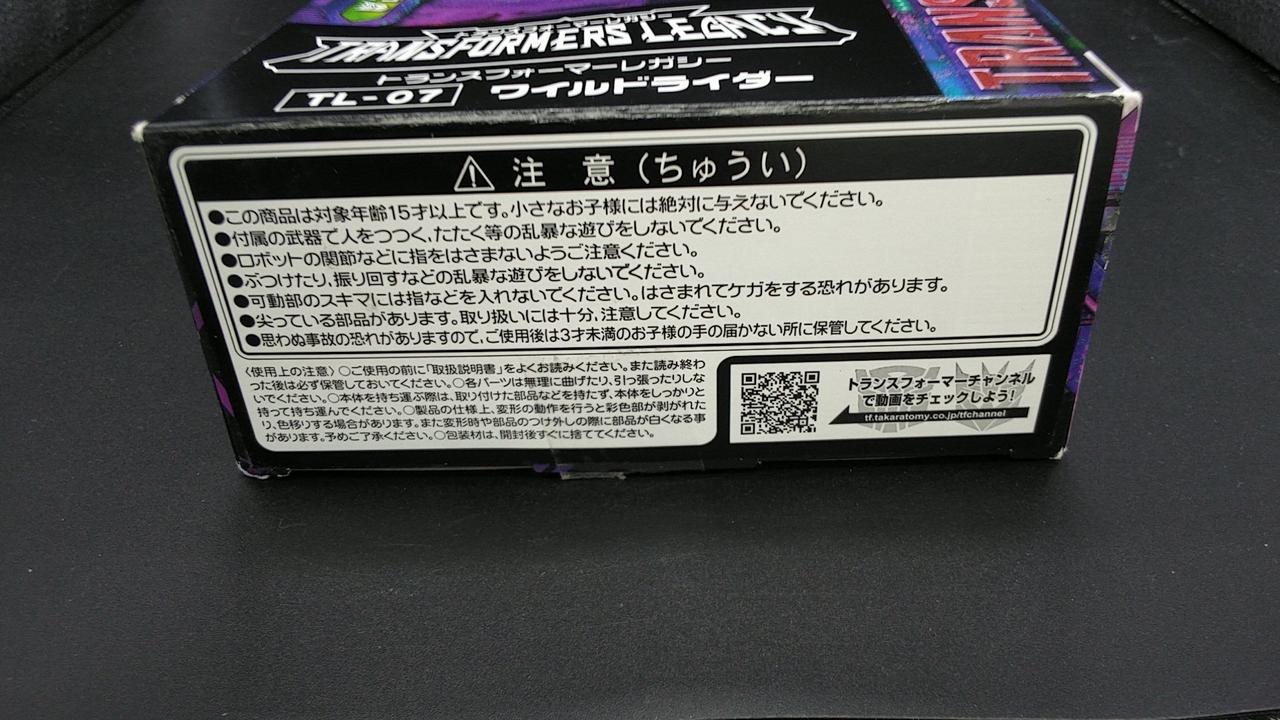 トランスフォーマーレガシー
TRANSFORMERS LEGACY
トランスフォーマーレガシー
TL-07 ワイルドライダー
TRANS
⚠ 注 意（ちゅうい）
●この商品は対象年齢15才以上です。小さなお子様には絶対に与えないでください。
●付属の武器で人をつつく、たたく等の乱暴な遊びをしないでください。
●ロボットの関節などに指をはさまないようご注意ください。
●ぶつけたり、振り回すなどの乱暴な遊びをしないでください。
●可動部のスキマには指などを入れないでください。はさまれてケガをする恐れがあります。
●尖っている部品があります。取り扱いには十分、注意してください。
●思わぬ事故の恐れがありますので、ご使用後は3才未満のお子様の手の届かない所に保管してください。
〈使用上の注意〉○ご使用の前に「取扱説明書」をよくお読みください。また読み終わ
った後は必ず保管しておいてください。○各パーツは無理に曲げたり、引っ張ったりしな
いでください。○本体を持ち運ぶ際は、取り付けた部品などを持たず、本体をしっかりと
持って持ち運んでください。○製品の仕様上、変形の動作を行うと彩色部が剥がれた
り、色移りする場合があります。また変形時や部品のつけ外しの際に部品が白くなる事
があります。予めご了承ください。○包装材は、開封後すぐに捨ててください。
トランスフォーマーチャンネル
で動画をチェックしよう！
tf.takaratomy.co.jp/tfchannel